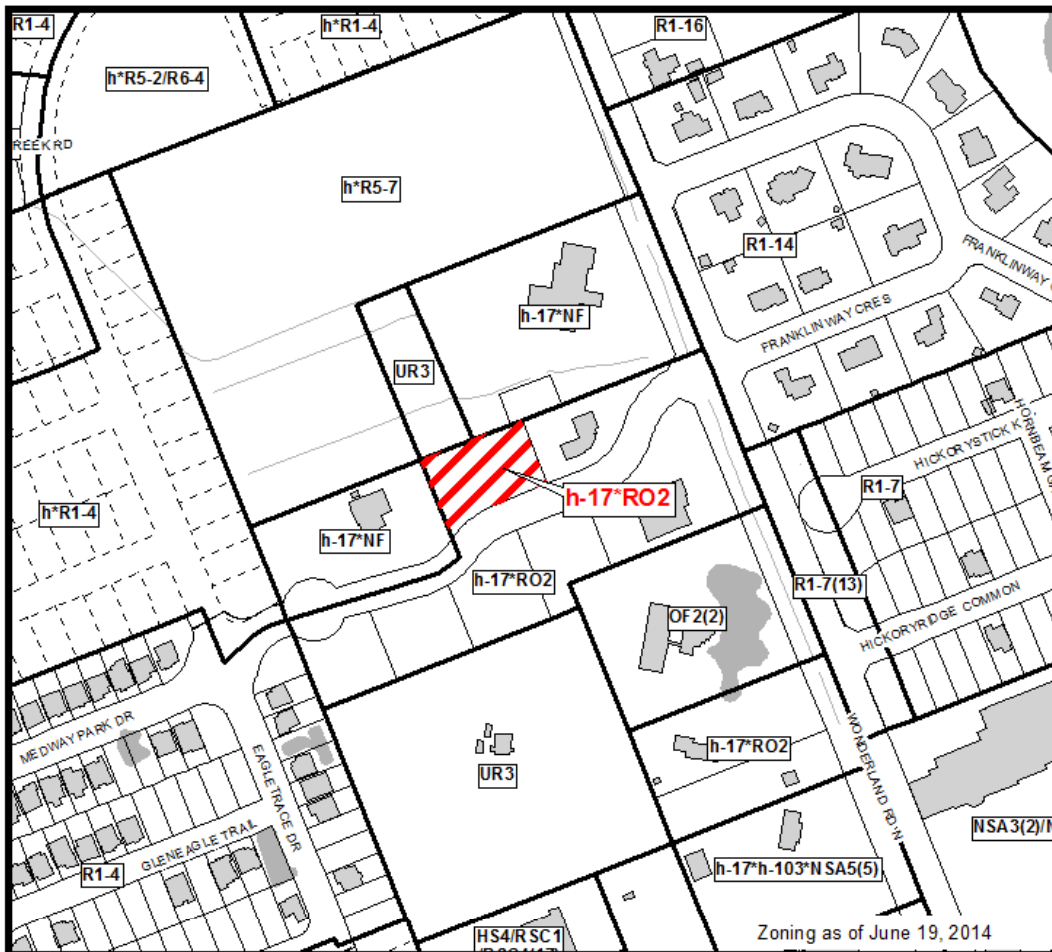 R1-4
h*R1-4
R1-16
h*R5-2/R6-4
REEK RD
h*R5-7
R1-14
FRANKLINWAY C
h-17*NF
FRANKLINWAY CRES
UR3
HORNBEAM C
HICKORYSTICK K
h-17*RO2
R1-7
h*R1-4
h-17*NF
h-17*RO2
R1-7(13)
OF2(2)
HICKORYRIDGE COMMON
MEDWAY PARK DR
WONDERLAND RD N
h-17*RO2
UR3
EAGLETRACE DR
NSA3(2)/N
GLENEAGLE TRAIL
R1-4
h-17*h-103*NSA5(5)
HS4/RSC1
Zoning as of June 19, 2014